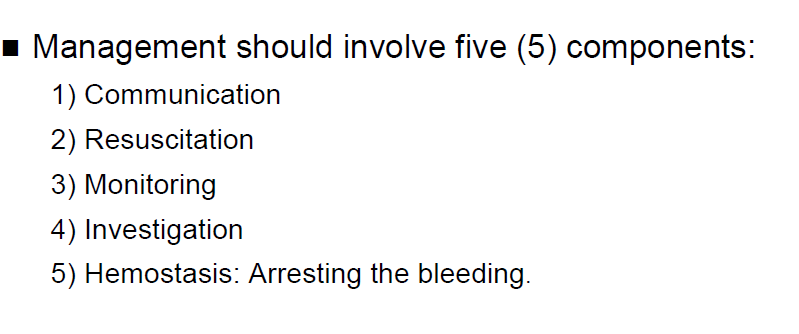 ■ Management should involve five (5) components:
1) Communication
2) Resuscitation
3) Monitoring
4) Investigation
5) Hemostasis: Arresting the bleeding.